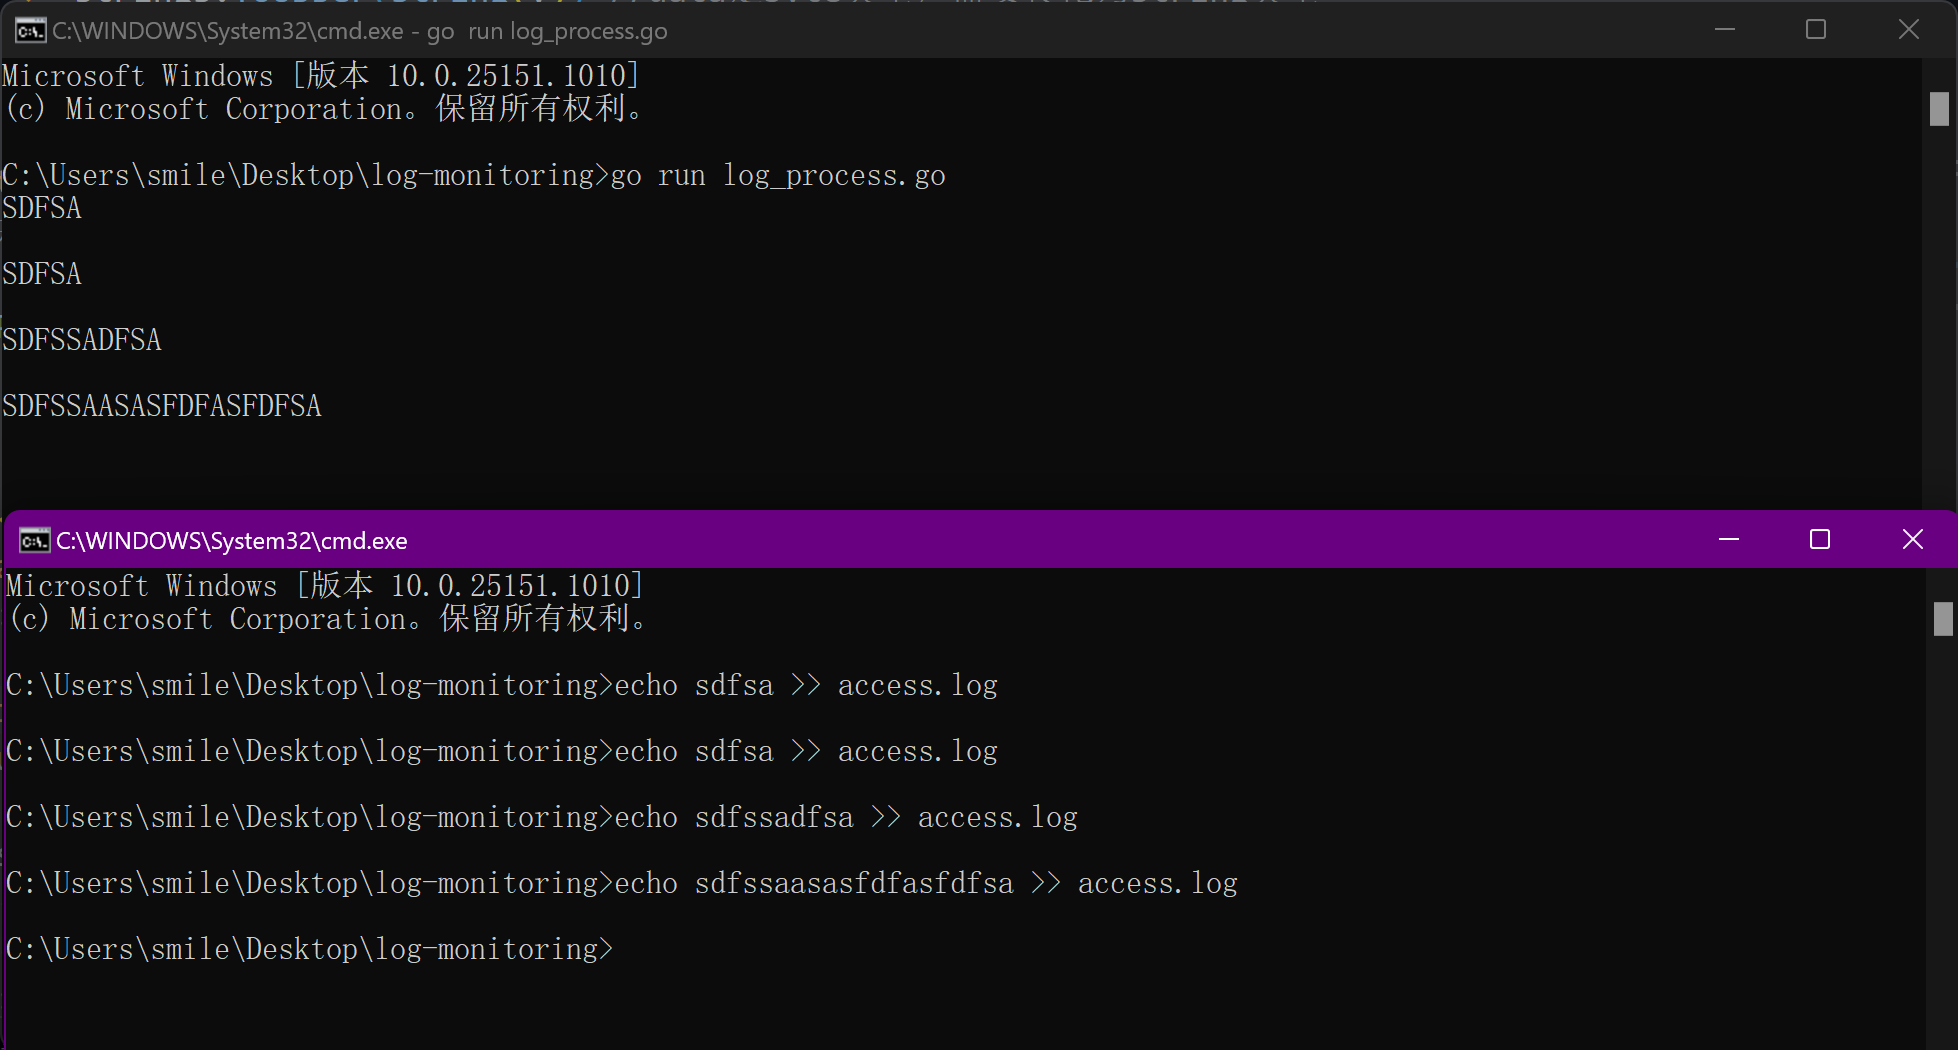 C:\WINDOWS\System32\cmd.exe - go  run log_process.go
Microsoft Windows [版本 10.0.25151.1010]
(c) Microsoft Corporation。保留所有权利。
C:\Users\smile\Desktop\log-monitoring>go run log_process.go
SDFSA
SDFSA
SDFSSADFSA
SDFSSAASASFDFASFDFSA
C:\WINDOWS\System32\cmd.exe
Microsoft Windows [版本 10.0.25151.1010]
(c) Microsoft Corporation。保留所有权利。
C:\Users\smile\Desktop\log-monitoring>echo sdfsa >> access.log
C:\Users\smile\Desktop\log-monitoring>echo sdfsa >> access.log
C:\Users\smile\Desktop\log-monitoring>echo sdfssadfsa >> access.log
C:\Users\smile\Desktop\log-monitoring>echo sdfssaasasfdfasfdfsa >> access.log
C:\Users\smile\Desktop\log-monitoring>